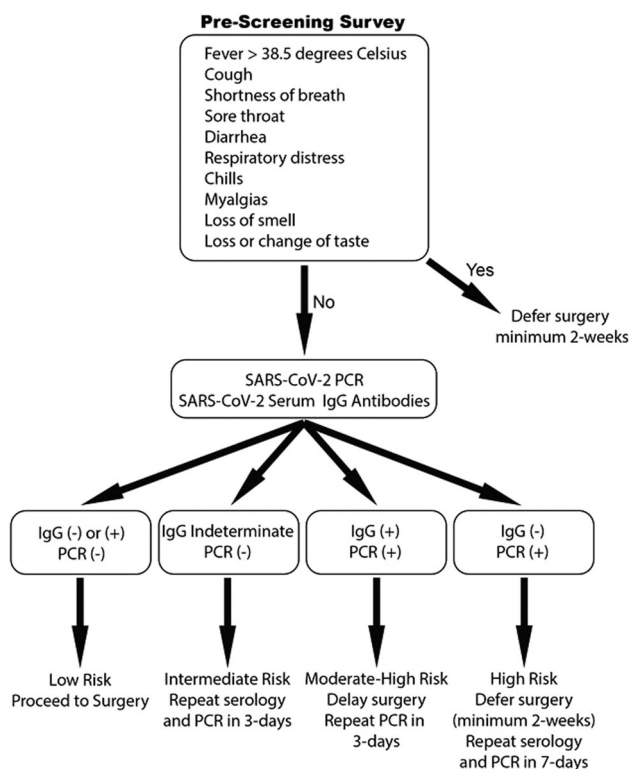 Pre-Screening Survey
Fever > 38.5 degrees Celsius
Cough
Shortness of breath
Sore throat
Diarrhea
Respiratory distress
Chills
Myalgias
Loss of smell
Loss or change of taste
Yes
No
Defer surgery
minimum 2-weeks
SARS-CoV-2 PCR
SARS-CoV-2 Serum IgG Antibodies
IgG (-) or (+)
PCR (-)
IgG Indeterminate
PCR (-)
IgG (+)
PCR (+)
IgG (-)
PCR (+)
Low Risk
Proceed to Surgery
Intermediate Risk
Repeat serology
and PCR in 3-days
Moderate-High Risk
Delay surgery
Repeat PCR in
3-days
High Risk
Defer surgery
(minimum 2-weeks)
Repeat serology
and PCR in 7-days